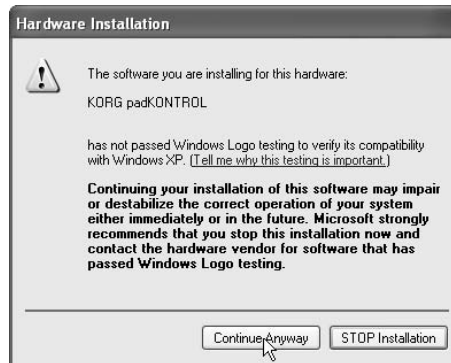 Hardware Installation
The software you are installing for this hardware:
KORG padKONTROL
has not passed Windows Logo testing to verify its compatibility
with Windows XP. (Tell me why this testing is important.)
Continuing your installation of this software may impair
or destabilize the correct operation of your system
either immediately or in the future. Microsoft strongly
recommends that you stop this installation now and
contact the hardware vendor for software that has
passed Windows Logo testing.
Continue Anyway STOP Installation